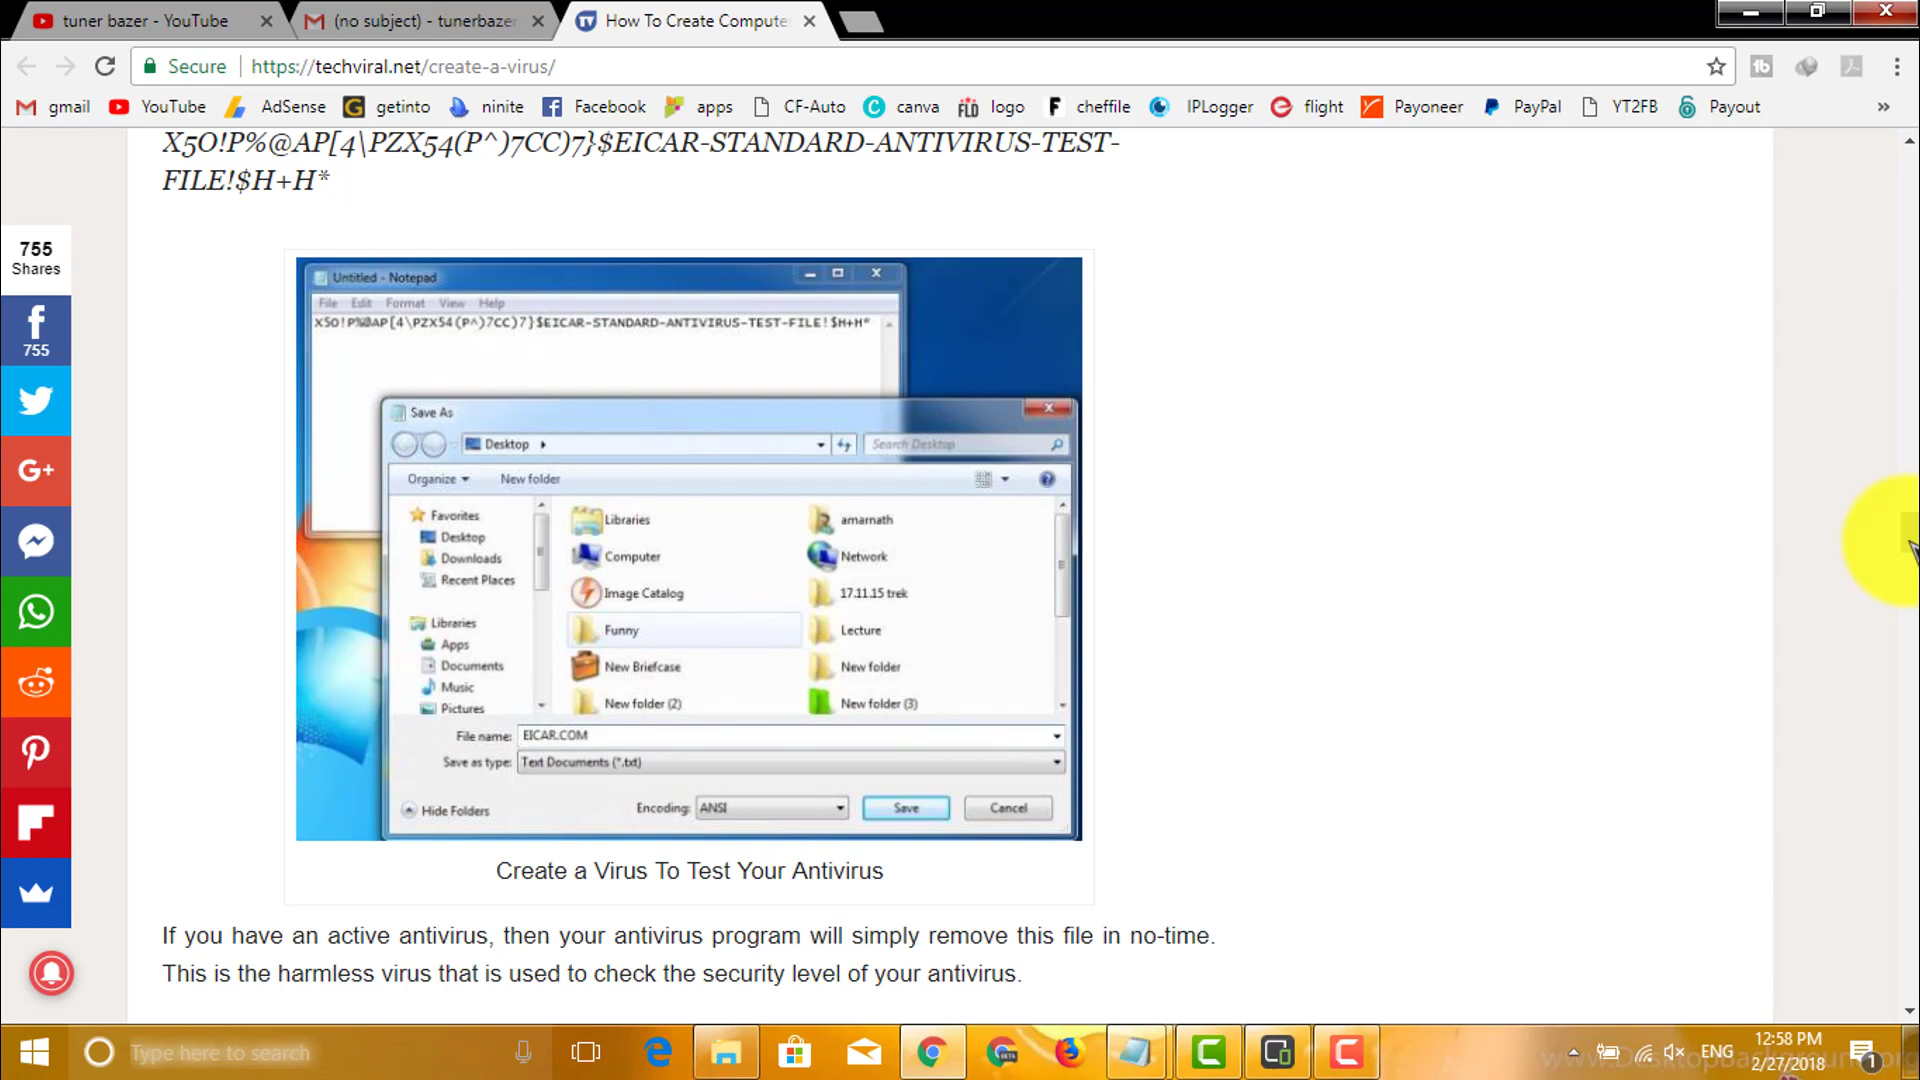 tuner bazer - YouTube
(no subject) - tunerbazer
How To Create Compute
Secure https://techviral.net/create-a-virus/
gmail YouTube AdSense getinto ninite Facebook apps CF-Auto canva logo cheffile IPLogger flight Payoneer PayPal YT2FB Payout »
X5O!P%@AP[4\PZX54(P^)7CC)7}$EICAR-STANDARD-ANTIVIRUS-TEST-
FILE!$H+H*
755
Shares
755
G+
Untitled - Notepad
File Edit Format View Help
X5O!P%@AP[4\PZX54(P^)7CC)7}$EICAR-STANDARD-ANTIVIRUS-TEST-FILE!$H+H*
Save As
Desktop
Search Desktop
Organize New folder
Favorites
Desktop
Downloads
Recent Places
Libraries
Apps
Documents
Music
Pictures
Libraries amarnath
Computer Network
Image Catalog 17.11.15 trek
Funny Lecture
New Briefcase New folder
New folder (2) New folder (3)
File name: EICAR.COM
Save as type: Text Documents (*.txt)
Hide Folders Encoding: ANSI Save Cancel
Create a Virus To Test Your Antivirus
If you have an active antivirus, then your antivirus program will simply remove this file in no-time.
This is the harmless virus that is used to check the security level of your antivirus.
Type here to search
BETA
ENG
12:58 PM
2/27/2018
1